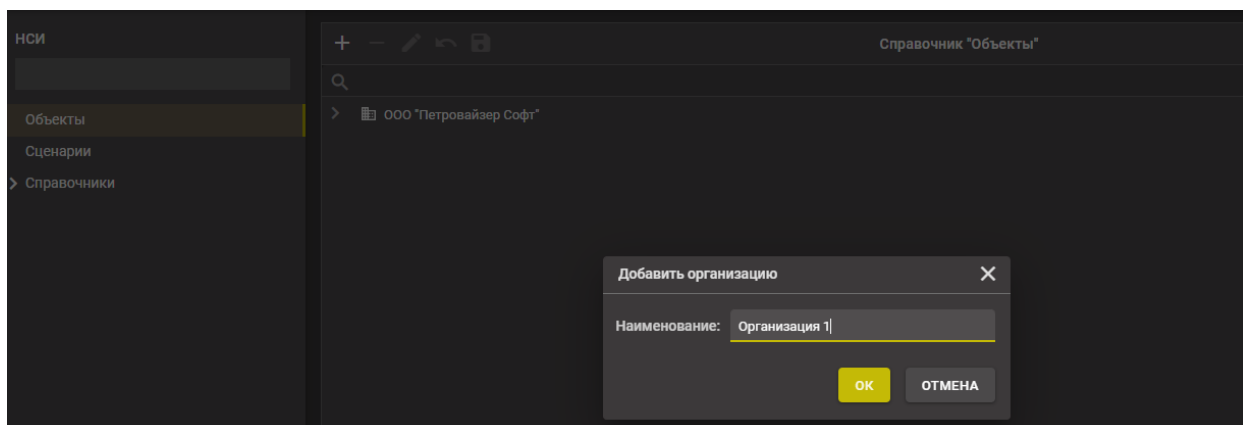 НСИ
Справочник "Объекты"
Объекты
Сценарии
Справочники
ООО "Петровайзер Софт"
Добавить организацию
Наименование: Организация 1
ОК ОТМЕНА